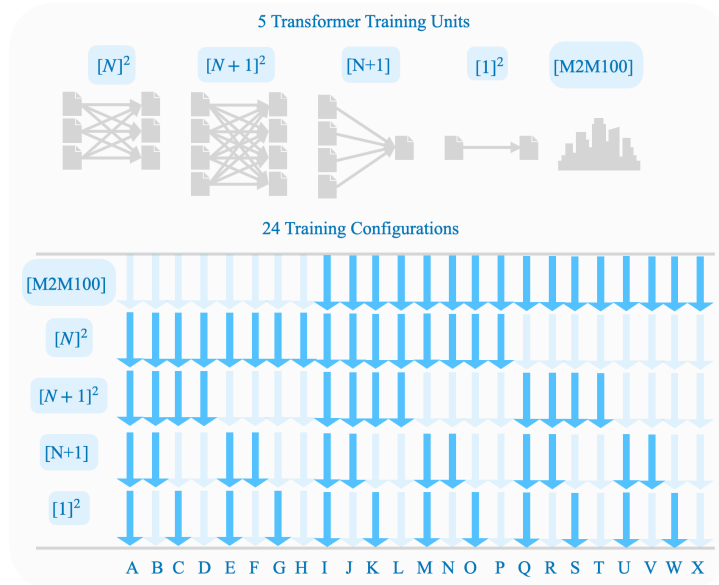 5 Transformer Training Units
[N]² [N + 1]² [N+1] [1]² [M2M100]
24 Training Configurations
[M2M100]
[N]²
[N + 1]²
[N+1]
[1]²
A B C D E F G H I J K L M N O P Q R S T U V W X